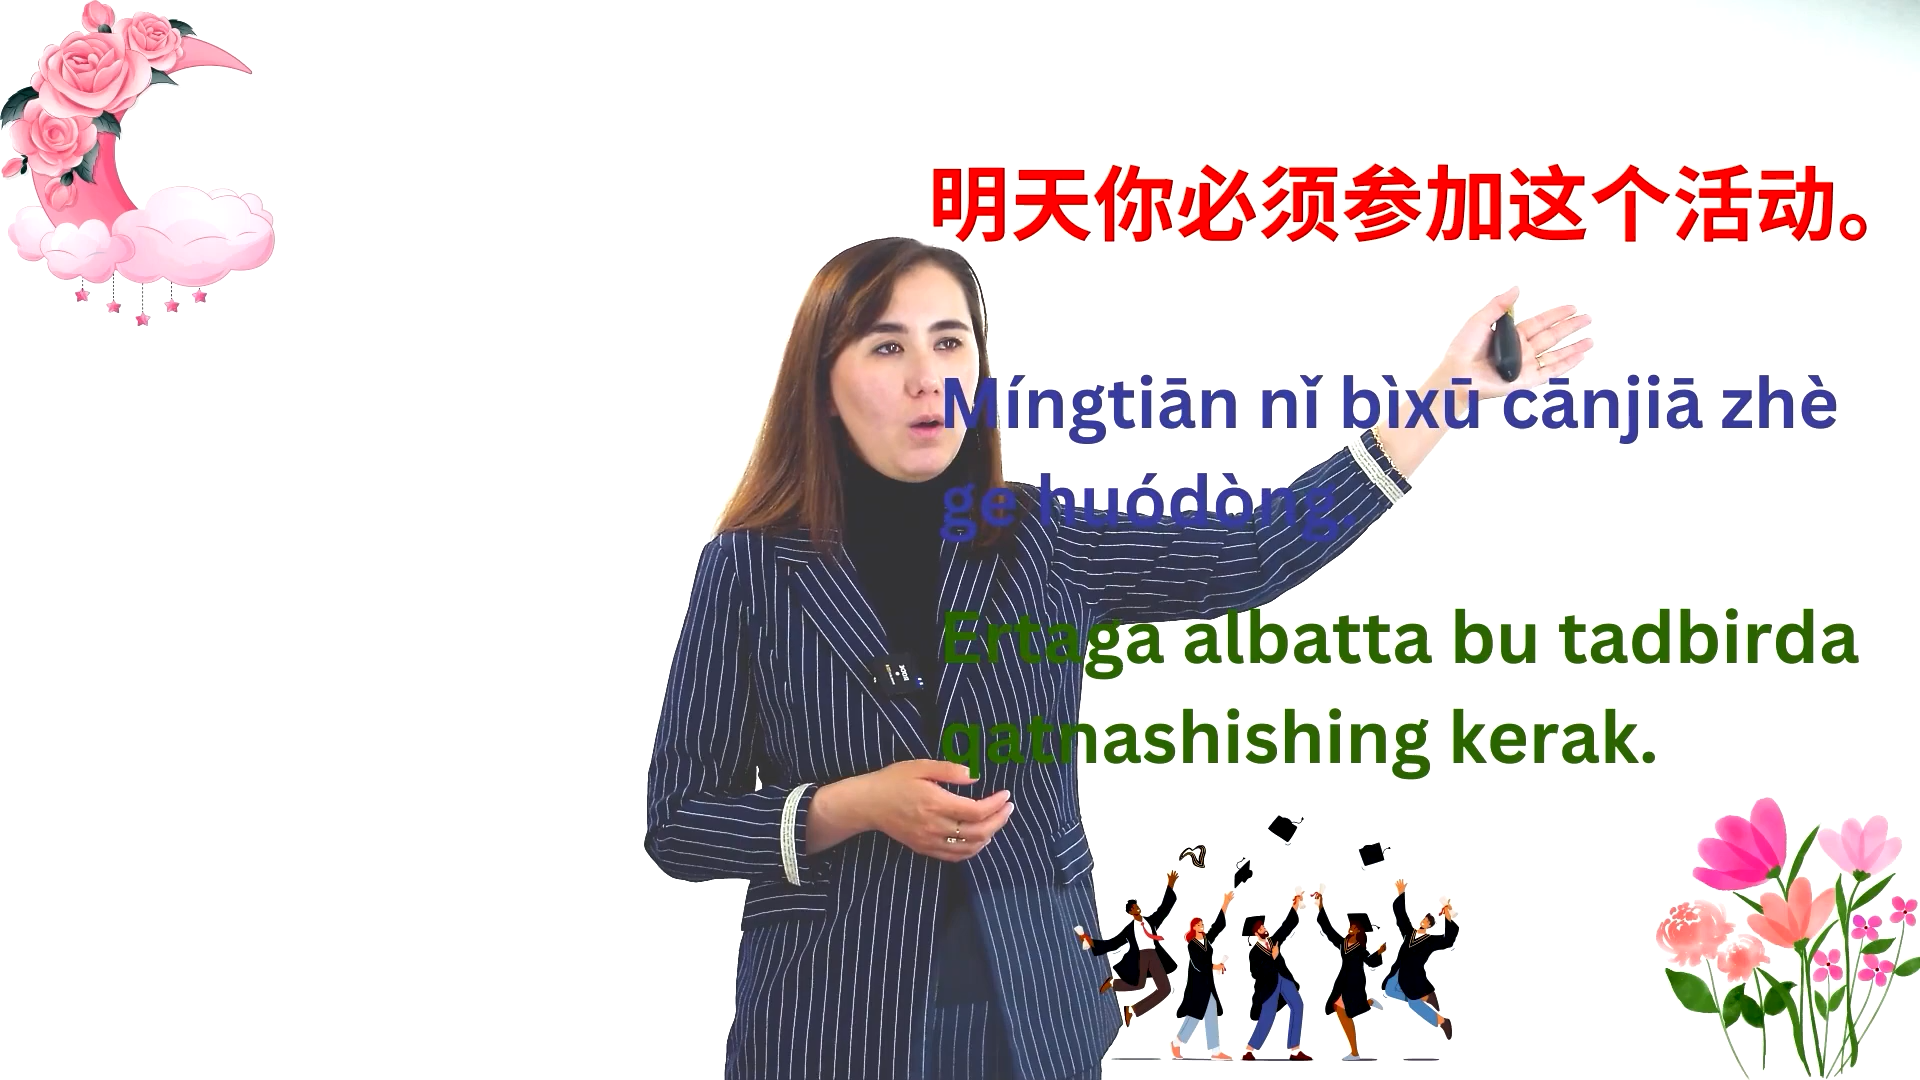 明天你必须参加这个活动。
Míngtiān nǐ bìxū cānjiā zhè
ge huódòng.
Ertaga albatta bu tadbirda
qatnashishing kerak.